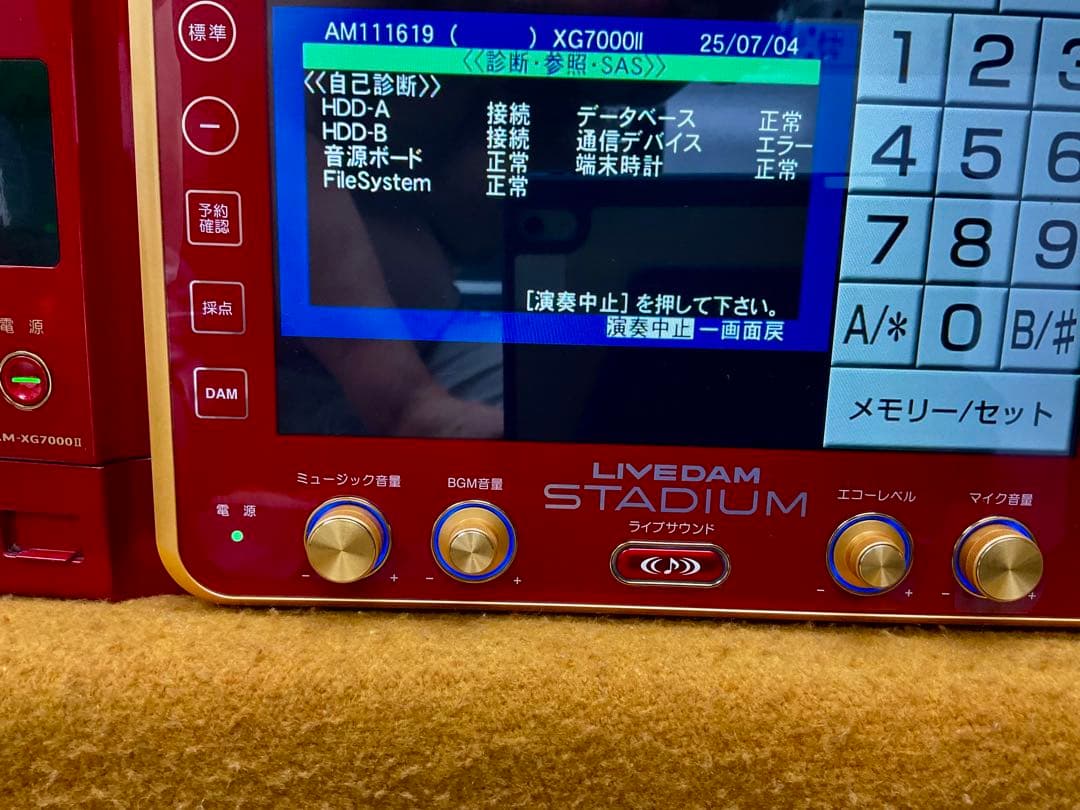 標準
−
予約
確認
採点
DAM
電 源
M-XG7000II
AM111619 ( ) XG7000II 25/07/04
《診断・参照・SAS》
《自己診断》
HDD-A 接続 データベース 正常
HDD-B 接続 通信デバイス エラー
音源ボード 正常 端末時計 正常
FileSystem 正常
[演奏中止] を押して下さい。
演奏中止 一画面戻
1 2 3
4 5 6
7 8 9
A/* 0 B/#
メモリー/セット
電 源
ミュージック音量
− +
BGM音量
− +
LIVEDAM
STADIUM
ライブサウンド
エコーレベル
− +
マイク音量
− +